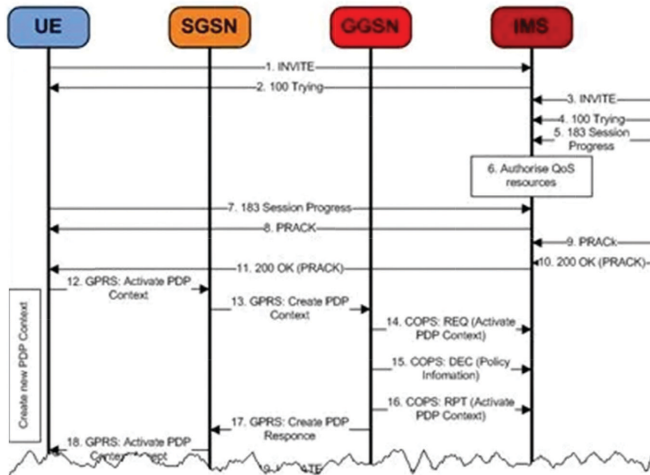 UE
SGSN
GGSN
IMS
1. INVITE
2. 100 Trying
3. INVITE
4. 100 Trying
5. 183 Session
Progress
6. Authorise QoS
resources
7. 183 Session Progress
8. PRACK
9. PRACk
10. 200 OK (PRACK)
11. 200 OK (PRACK)
12. GPRS: Activate PDP
Context
13. GPRS: Create PDP
Context
Create new PDP Context
14. COPS: REQ (Activate
PDP Context)
15. COPS: DEC (Policy
Infomation)
16. COPS: RPT (Activate
PDP Context)
17. GPRS: Create PDP
Responce
18. GPRS: Activate PDP